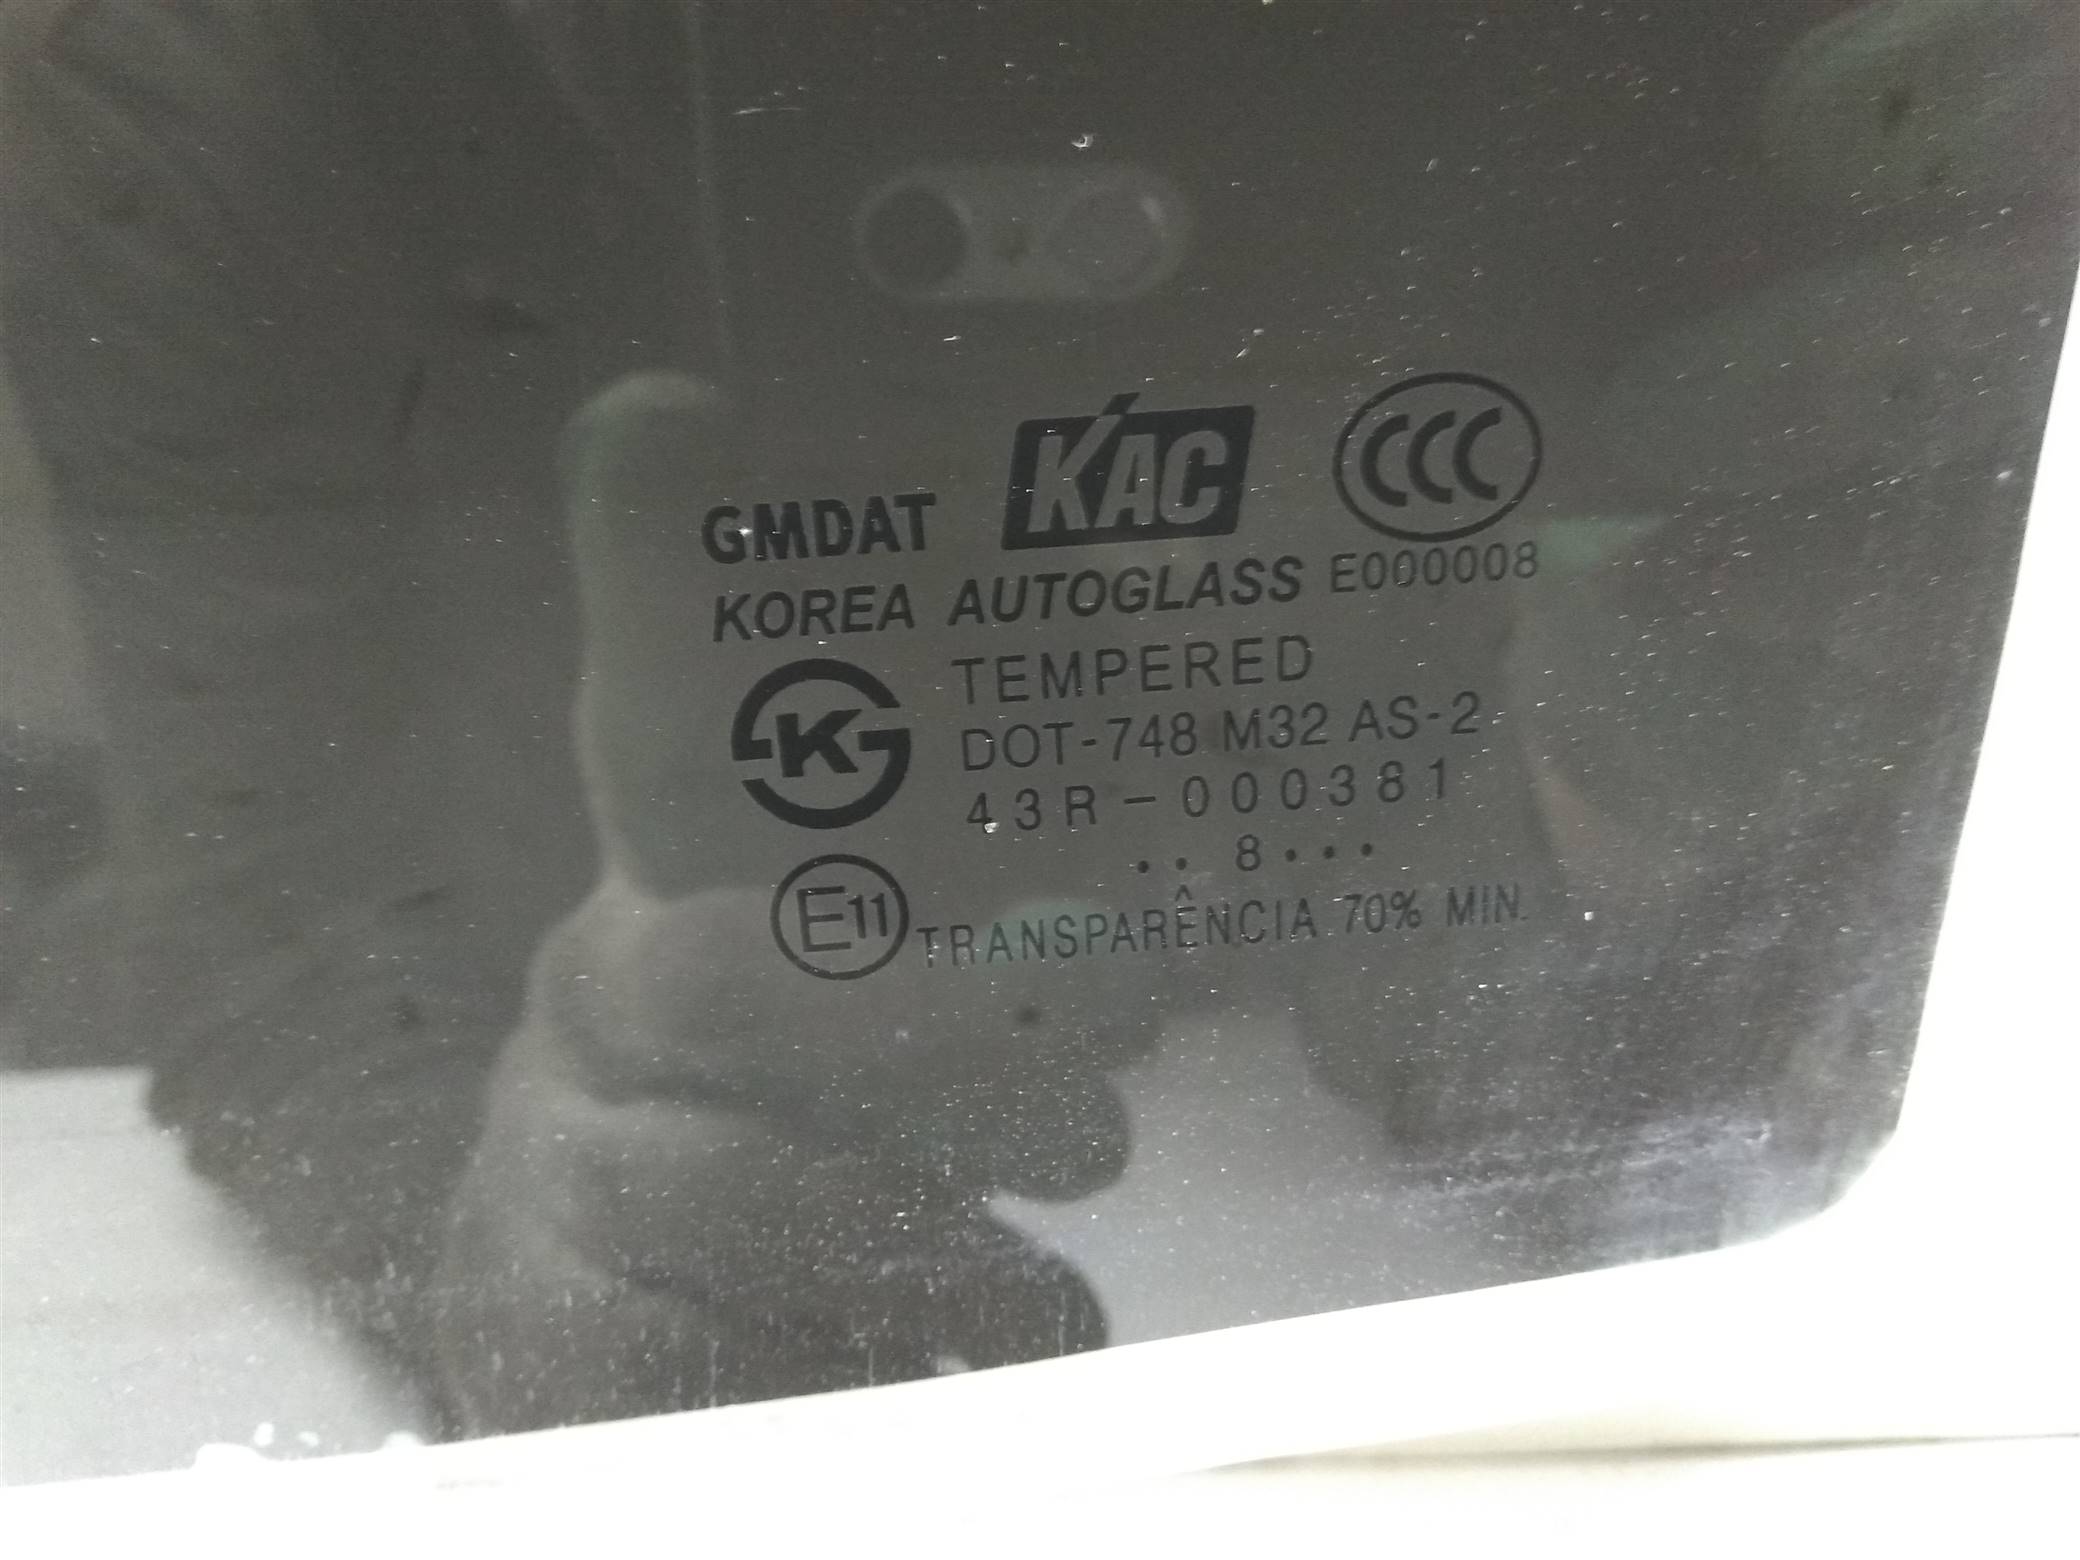 GMDAT KAC CCC
KOREA AUTOGLASS E000008
TEMPERED
K
DOT-748 M32 AS-2
43R-000381
.. 8 ...
E11 TRANSPARÊNCIA 70% MIN.